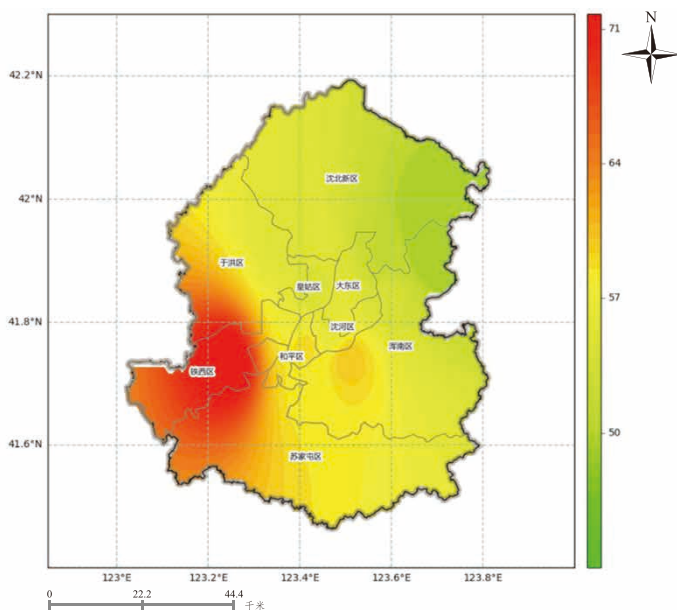 N
71
42.2°N
64
沈北新区
42°N
于洪区
57
皇姑区
大东区
41.8°N
沈河区
浑南区
和平区
铁西区
50
41.6°N
苏家屯区
123°E
123.2°E
123.4°E
123.6°E
123.8°E
0
22.2
44.4
千米